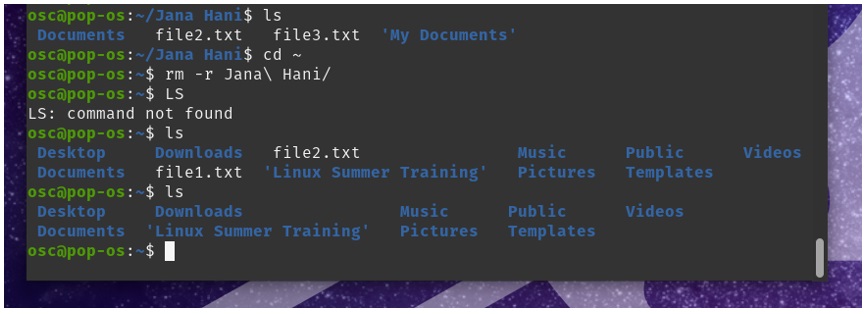 osc@pop-os:~/Jana Hani$ ls
Documents file2.txt file3.txt 'My Documents'
osc@pop-os:~/Jana Hani$ cd ~
osc@pop-os:~$ rm -r Jana\ Hani/
osc@pop-os:~$ LS
LS: command not found
osc@pop-os:~$ ls
Desktop Downloads file2.txt Music Public Videos
Documents file1.txt 'Linux Summer Training' Pictures Templates
osc@pop-os:~$ ls
Desktop Downloads Music Public Videos
Documents 'Linux Summer Training' Pictures Templates
osc@pop-os:~$